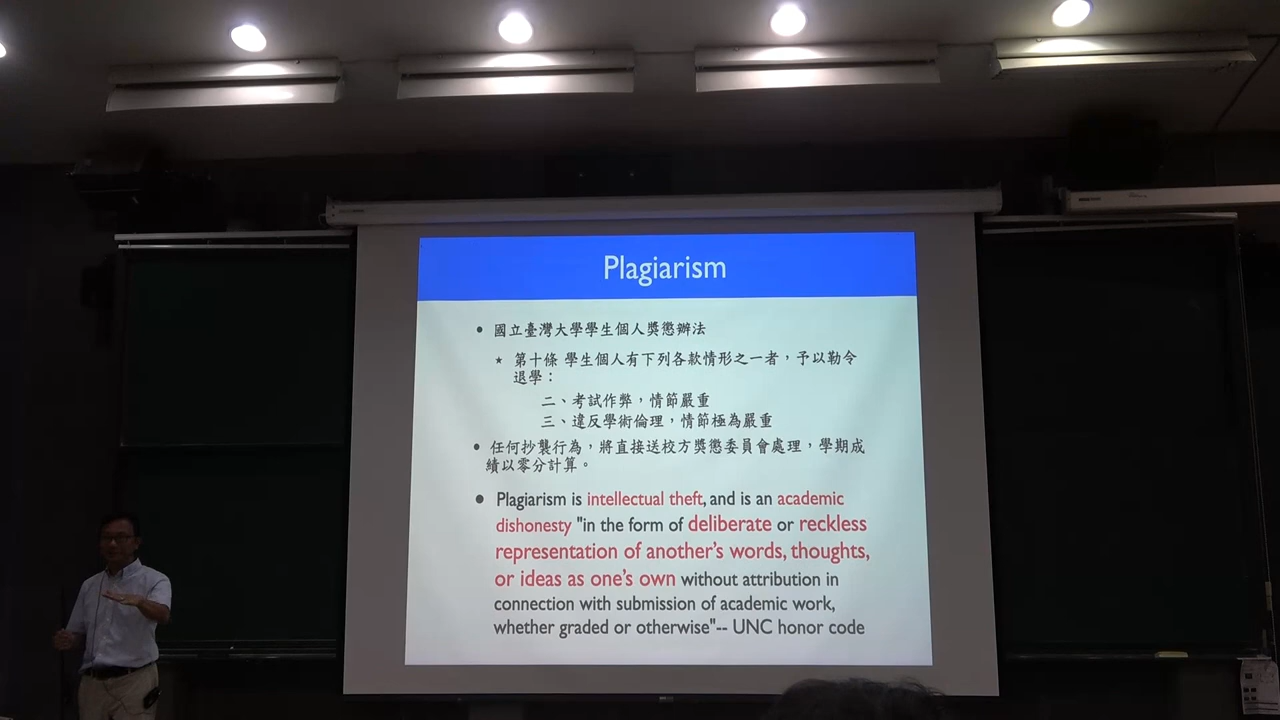 Plagiarism
• 國立臺灣大學學生個人獎懲辦法
★ 第十條 學生個人有下列各款情形之一者，予以勒令
退學：
二、考試作弊，情節嚴重
三、違反學術倫理，情節極為嚴重
• 任何抄襲行為，將直接送校方獎懲委員會處理，學期成
績以零分計算。
• Plagiarism is intellectual theft, and is an academic
dishonesty "in the form of deliberate or reckless
representation of another's words, thoughts,
or ideas as one's own without attribution in
connection with submission of academic work,
whether graded or otherwise"-- UNC honor code